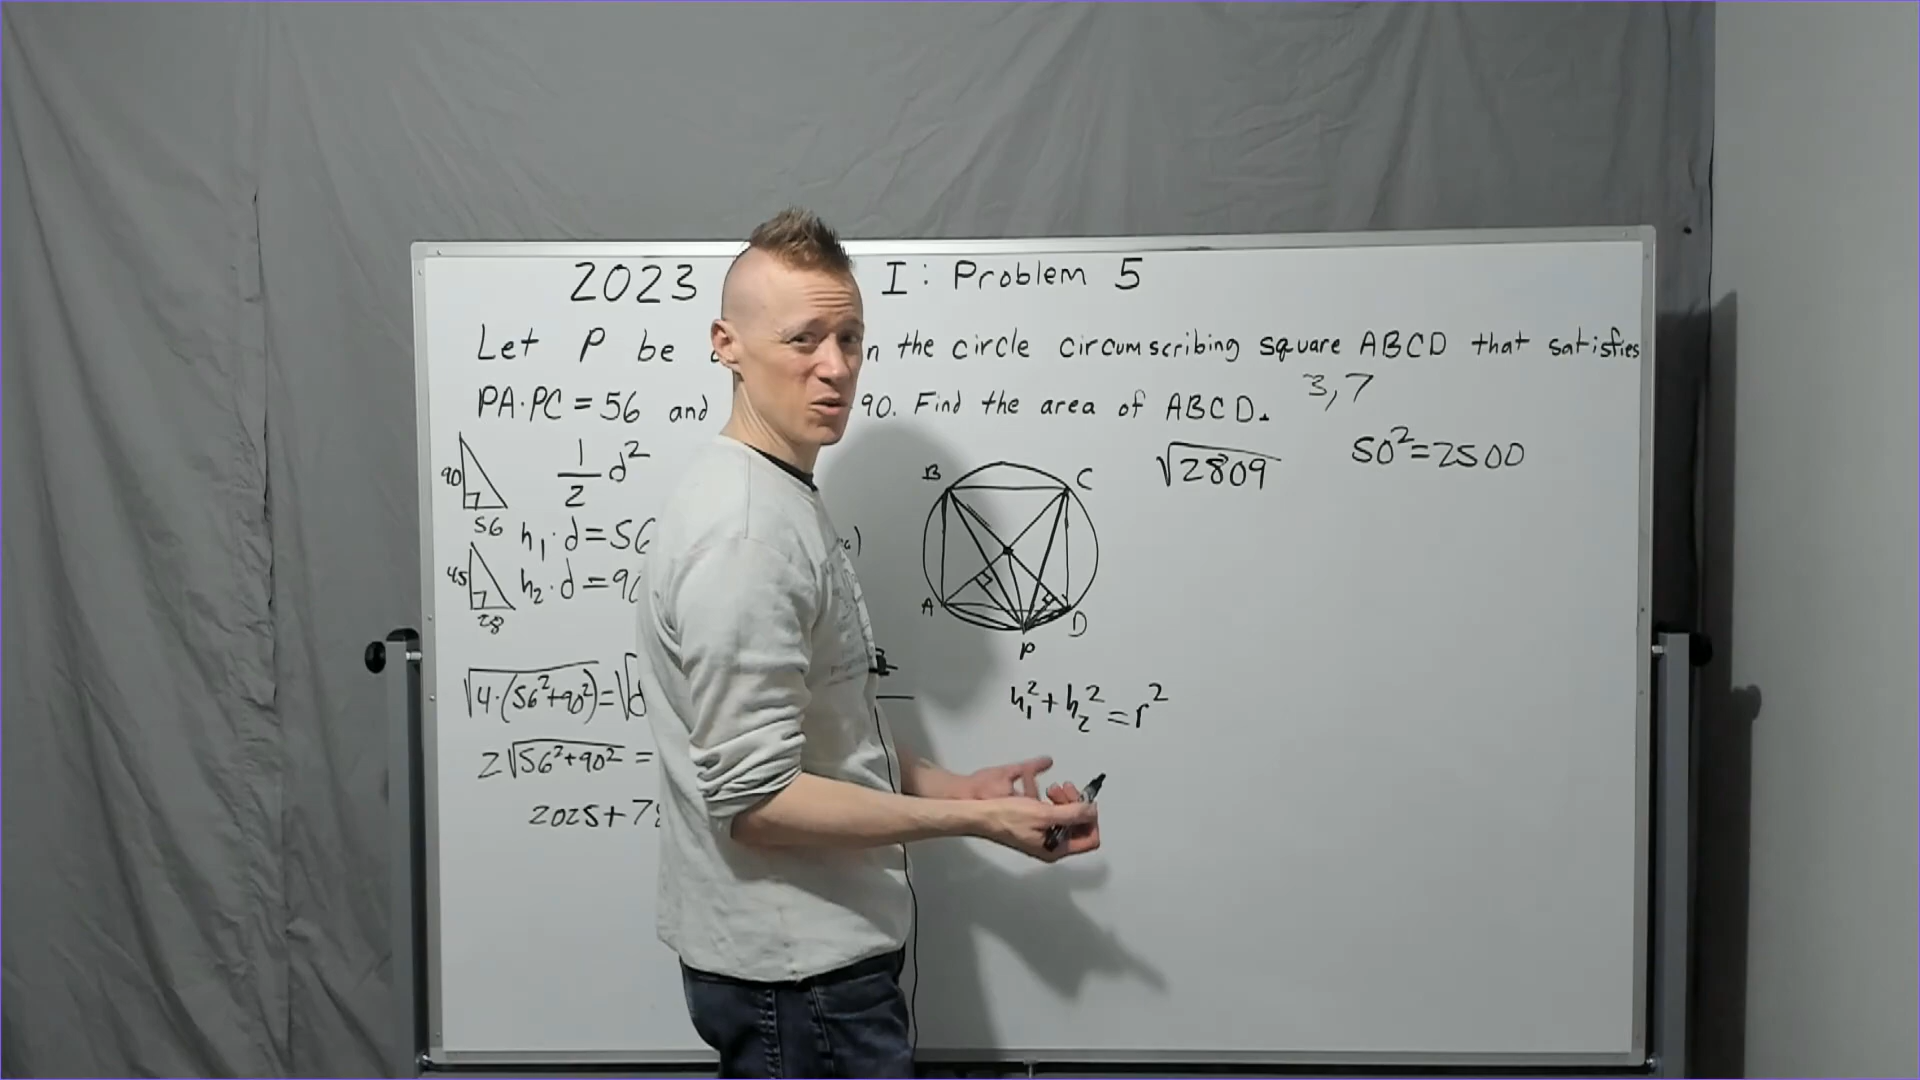 2023 I: Problem 5
Let P be n the circle circumscribing square ABCD that satisfies
PA·PC=56 and 90. Find the area of ABCD.
3,7
90
56
1/2 d²
h₁·d=56
45
28
h₂·d=90
B
C
A
D
P
√2809
50²=2500
√4·(56²+90²)=√d
h₁²+h₂²=r²
2√56²+90² =
2025+78